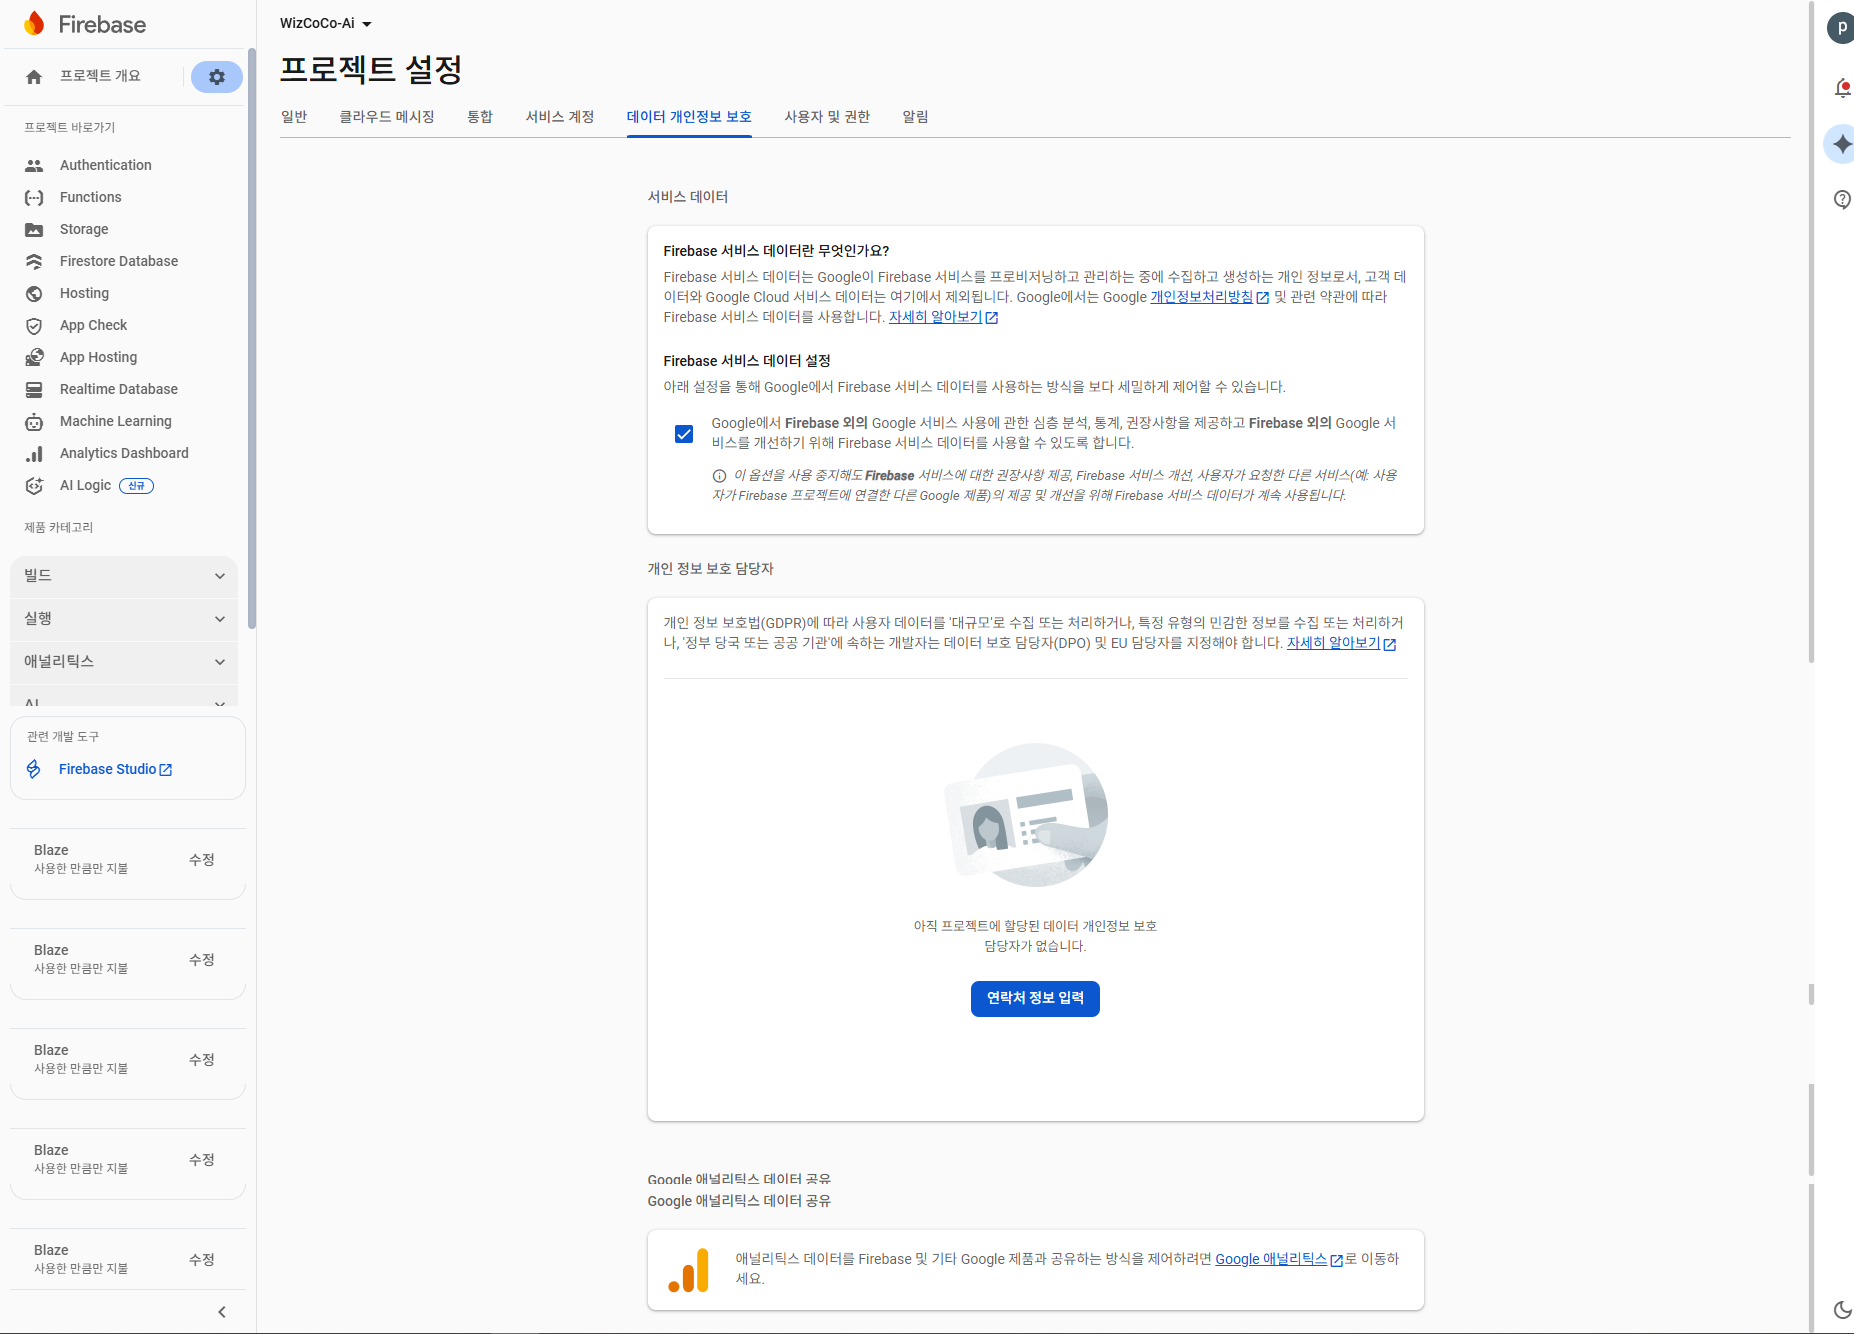 Firebase
프로젝트 개요
프로젝트 바로가기
Authentication
Functions
Storage
Firestore Database
Hosting
App Check
App Hosting
Realtime Database
Machine Learning
Analytics Dashboard
AI Logic 신규
제품 카테고리
빌드
실행
애널리틱스
AI
관련 개발 도구
Firebase Studio
Blaze
사용한 만큼만 지불
수정
Blaze
사용한 만큼만 지불
수정
Blaze
사용한 만큼만 지불
수정
Blaze
사용한 만큼만 지불
수정
Blaze
사용한 만큼만 지불
수정
WizCoCo-Ai
p
프로젝트 설정
일반 클라우드 메시징 통합 서비스 계정 데이터 개인정보 보호 사용자 및 권한 알림
서비스 데이터
Firebase 서비스 데이터란 무엇인가요?
Firebase 서비스 데이터는 Google이 Firebase 서비스를 프로비저닝하고 관리하는 중에 수집하고 생성하는 개인 정보로서, 고객 데
이터와 Google Cloud 서비스 데이터는 여기에서 제외됩니다. Google에서는 Google 개인정보처리방침 및 관련 약관에 따라
Firebase 서비스 데이터를 사용합니다. 자세히 알아보기
Firebase 서비스 데이터 설정
아래 설정을 통해 Google에서 Firebase 서비스 데이터를 사용하는 방식을 보다 세밀하게 제어할 수 있습니다.
Google에서 Firebase 외의 Google 서비스 사용에 관한 심층 분석, 통계, 권장사항을 제공하고 Firebase 외의 Google 서
비스를 개선하기 위해 Firebase 서비스 데이터를 사용할 수 있도록 합니다.
이 옵션을 사용 중지해도 Firebase 서비스에 대한 권장사항 제공, Firebase 서비스 개선, 사용자가 요청한 다른 서비스(예: 사용
자가 Firebase 프로젝트에 연결한 다른 Google 제품)의 제공 및 개선을 위해 Firebase 서비스 데이터가 계속 사용됩니다.
개인 정보 보호 담당자
개인 정보 보호법(GDPR)에 따라 사용자 데이터를 '대규모'로 수집 또는 처리하거나, 특정 유형의 민감한 정보를 수집 또는 처리하거
나, '정부 당국 또는 공공 기관'에 속하는 개발자는 데이터 보호 담당자(DPO) 및 EU 담당자를 지정해야 합니다. 자세히 알아보기
아직 프로젝트에 할당된 데이터 개인정보 보호
담당자가 없습니다.
연락처 정보 입력
Google 애널리틱스 데이터 공유
Google 애널리틱스 데이터 공유
애널리틱스 데이터를 Firebase 및 기타 Google 제품과 공유하는 방식을 제어하려면 Google 애널리틱스로 이동하
세요.